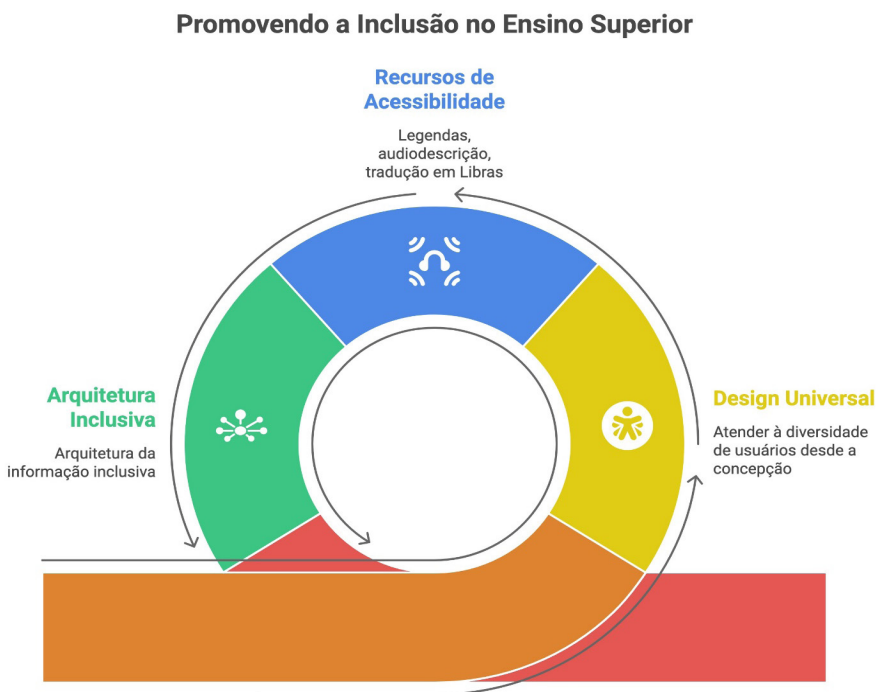 Promovendo a Inclusão no Ensino Superior
Recursos de
Acessibilidade
Legendas,
audiodescrição,
tradução em Libras
Arquitetura
Inclusiva
Arquitetura da
informação inclusiva
Design Universal
Atender à diversidade
de usuários desde a
concepção